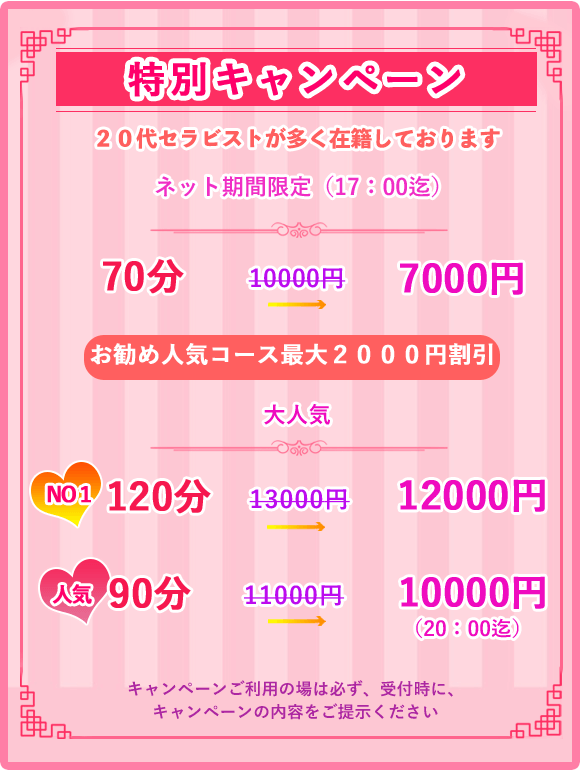 特別キャンペーン
２０代セラピストが多く在籍しております
ネット期間限定（17：00迄）
70分 10000円 7000円
お勧め人気コース最大２０００円割引
大人気
NO1 120分 13000円 12000円
人気 90分 11000円 10000円
（20：00迄）
キャンペーンご利用の場は必ず、受付時に、
キャンペーンの内容をご提示ください